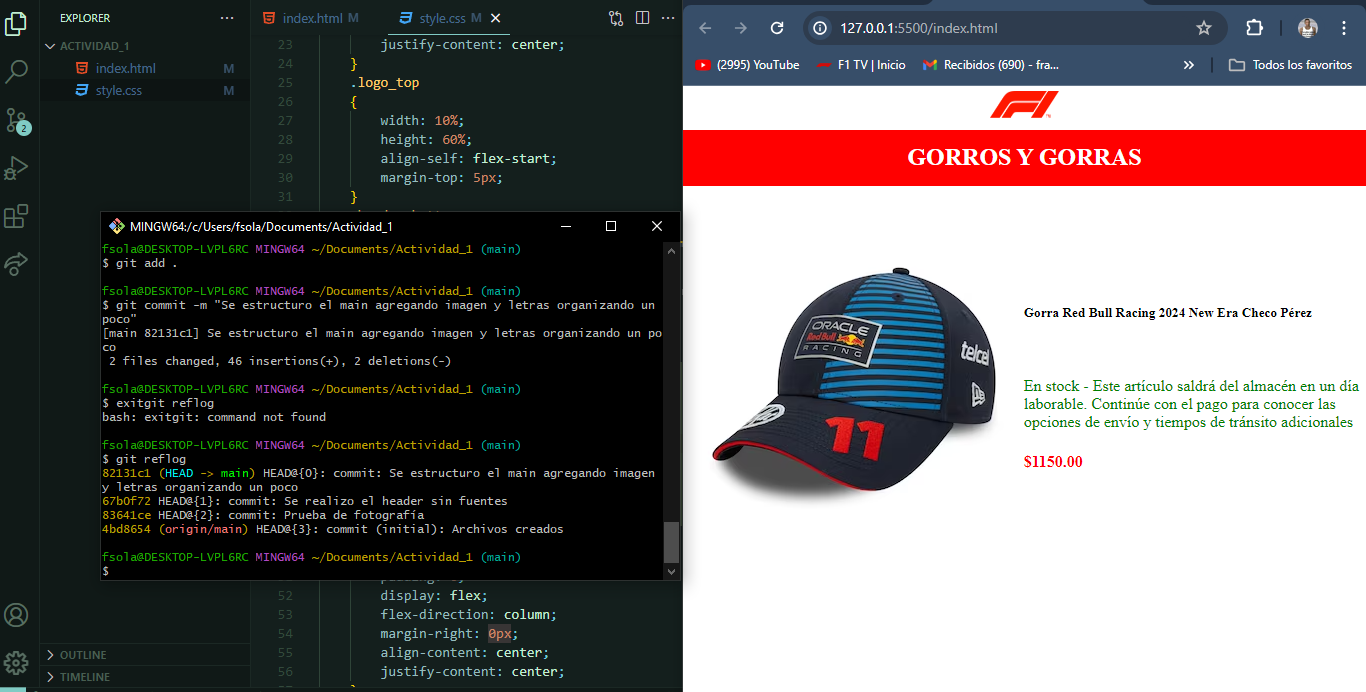 EXPLORER
ACTIVIDAD_1
index.html M
style.css M
2
OUTLINE
TIMELINE
index.html M
style.css M
23 justify-content: center;
24 }
25 .logo_top
26 {
27 width: 10%;
28 height: 60%;
29 align-self: flex-start;
30 margin-top: 5px;
31 }
MINGW64:/c/Users/fsola/Documents/Actividad_1
fsola@DESKTOP-LVPL6RC MINGW64 ~/Documents/Actividad_1 (main)
$ git add .
fsola@DESKTOP-LVPL6RC MINGW64 ~/Documents/Actividad_1 (main)
$ git commit -m "Se estructuro el main agregando imagen y letras organizando un
poco"
[main 82131c1] Se estructuro el main agregando imagen y letras organizando un po
co
2 files changed, 46 insertions(+), 2 deletions(-)
fsola@DESKTOP-LVPL6RC MINGW64 ~/Documents/Actividad_1 (main)
$ exitgit reflog
bash: exitgit: command not found
fsola@DESKTOP-LVPL6RC MINGW64 ~/Documents/Actividad_1 (main)
$ git reflog
82131c1 (HEAD -> main) HEAD@{0}: commit: Se estructuro el main agregando imagen
y letras organizando un poco
67b0f72 HEAD@{1}: commit: Se realizo el header sin fuentes
83641ce HEAD@{2}: commit: Prueba de fotografía
4bd8654 (origin/main) HEAD@{3}: commit (initial): Archivos creados
fsola@DESKTOP-LVPL6RC MINGW64 ~/Documents/Actividad_1 (main)
$
52 display: flex;
53 flex-direction: column;
54 margin-right: 0px;
55 align-content: center;
56 justify-content: center;
127.0.0.1:5500/index.html
(2995) YouTube
F1 TV | Inicio
Recibidos (690) - fra...
Todos los favoritos
GORROS Y GORRAS
ORACLE
Red Bull
RACING
telcel
11
Gorra Red Bull Racing 2024 New Era Checo Pérez
En stock - Este artículo saldrá del almacén en un día
laborable. Continúe con el pago para conocer las
opciones de envío y tiempos de tránsito adicionales
$1150.00